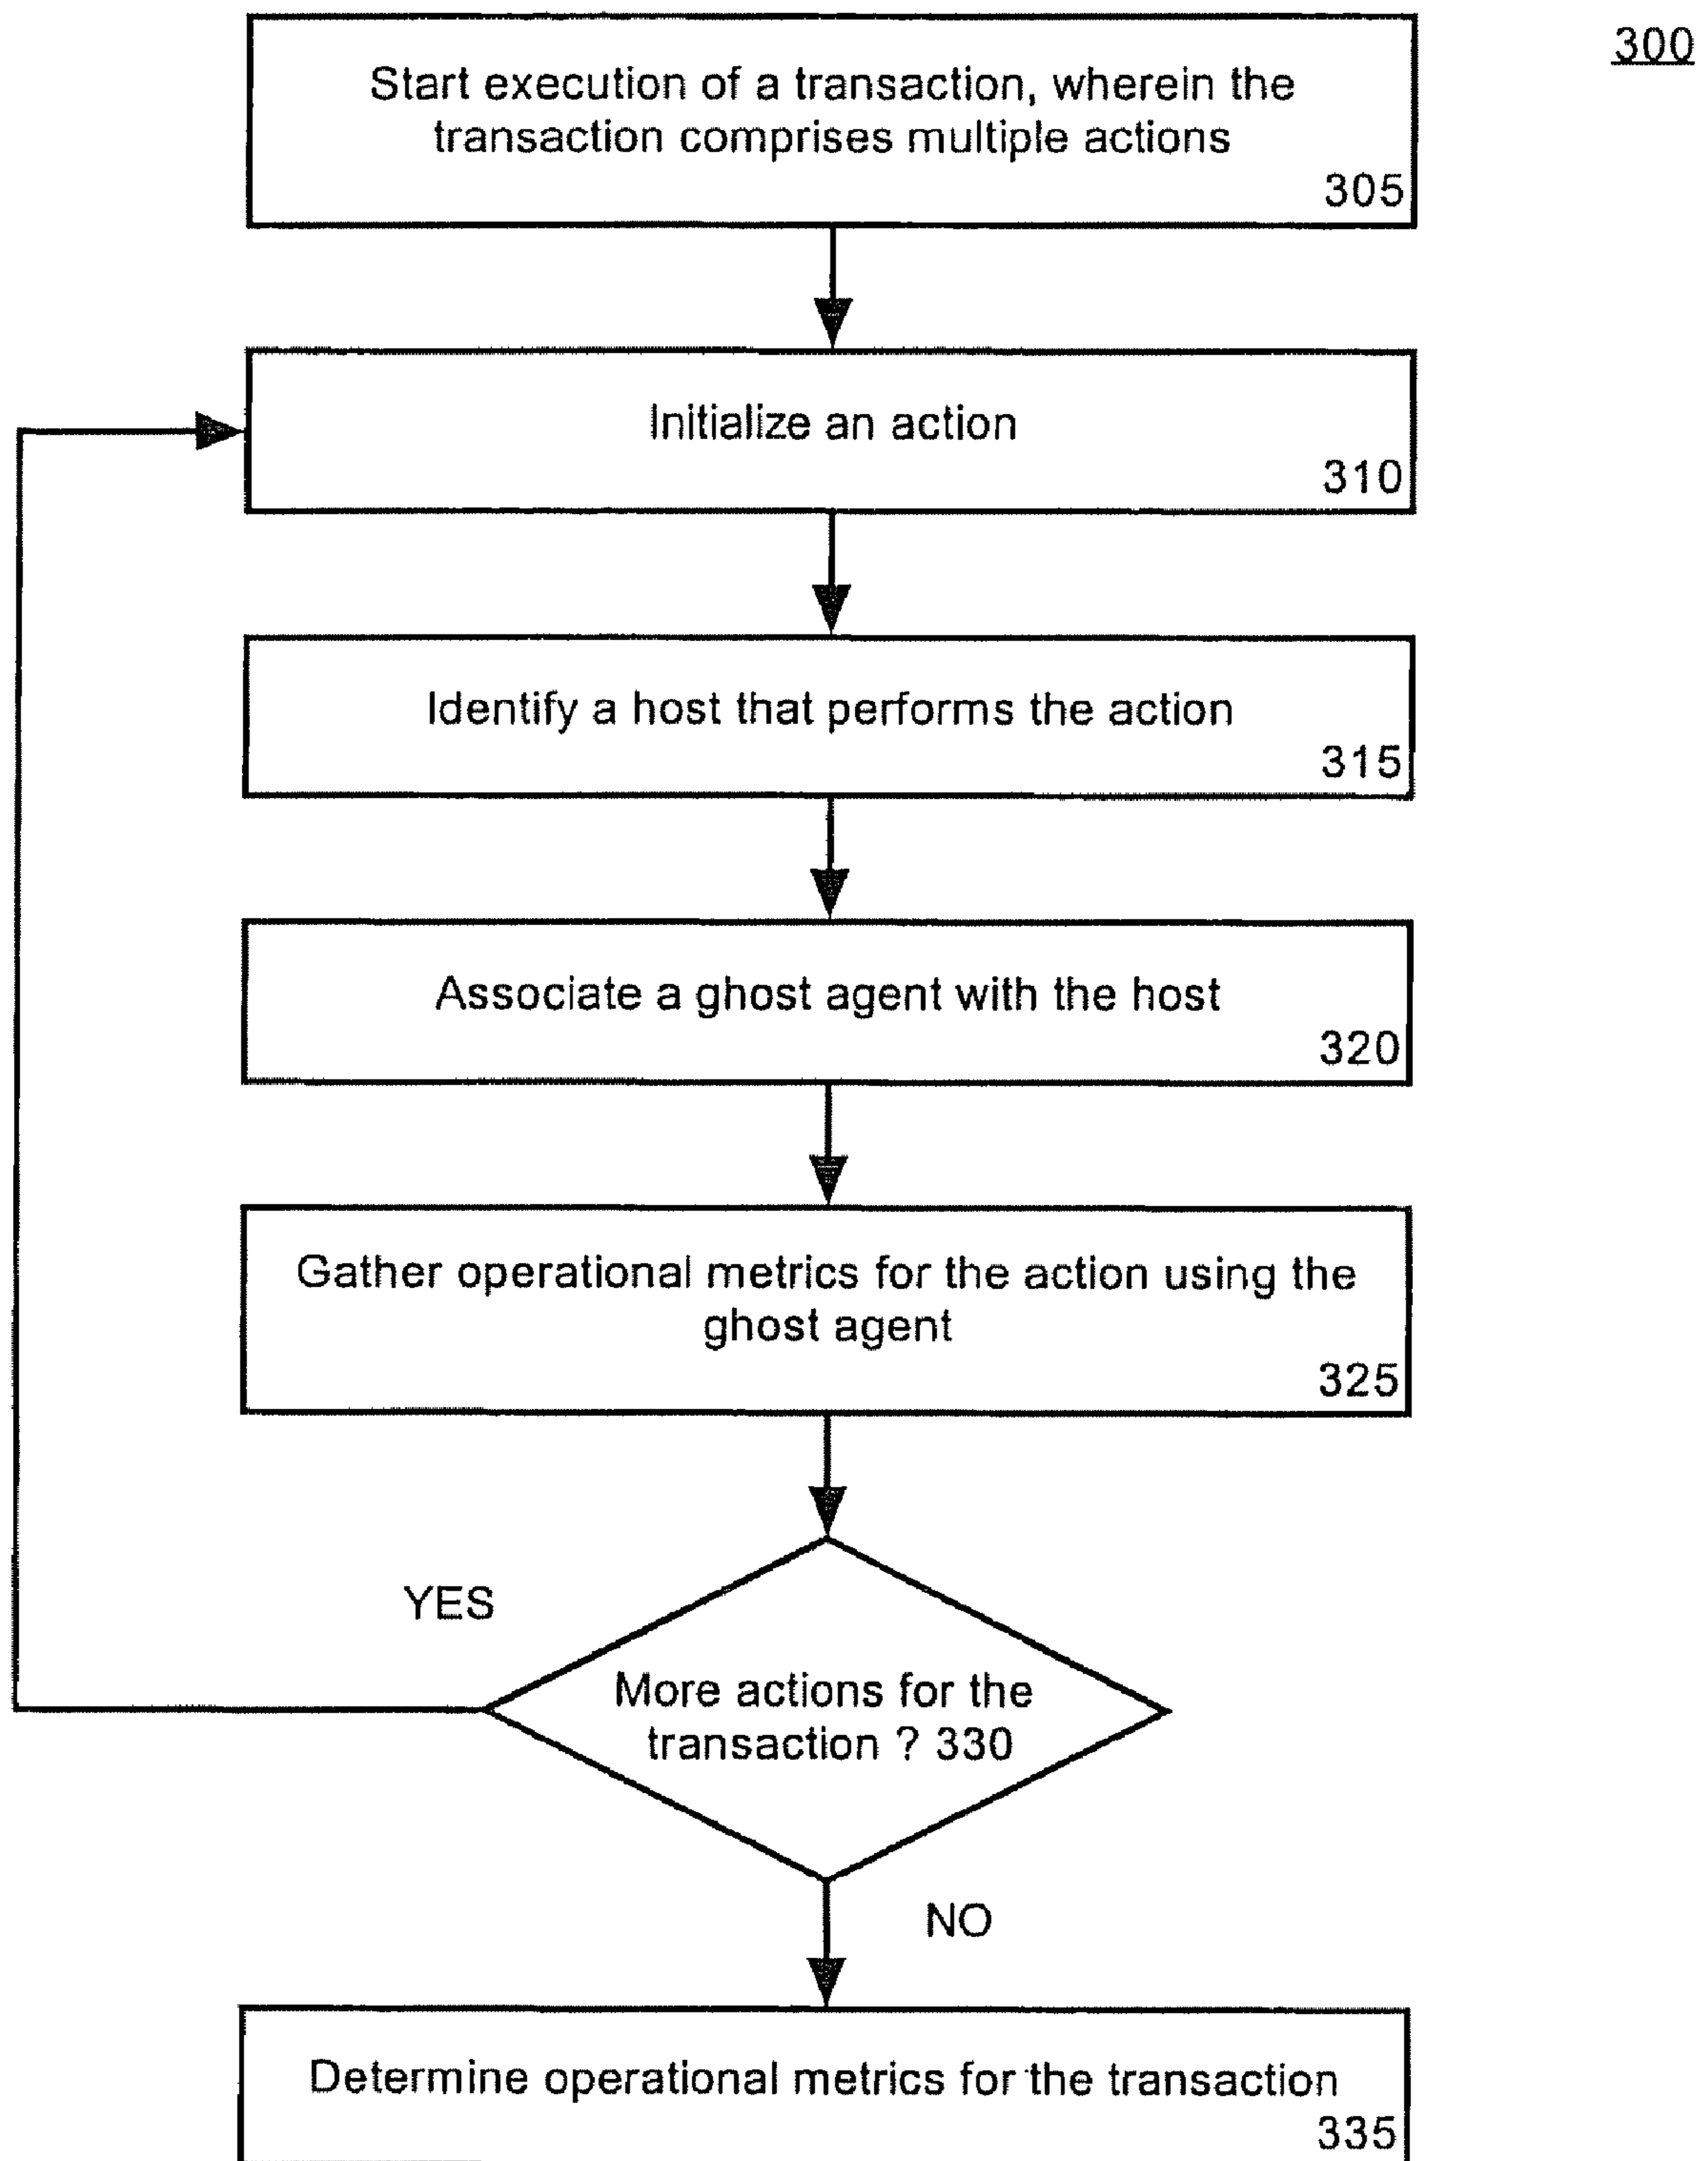 300
Start execution of a transaction, wherein the
transaction comprises multiple actions
305
Initialize an action
310
Identify a host that performs the action
315
Associate a ghost agent with the host
320
Gather operational metrics for the action using the
ghost agent
325
YES
More actions for the
transaction ? 330
NO
Determine operational metrics for the transaction
335